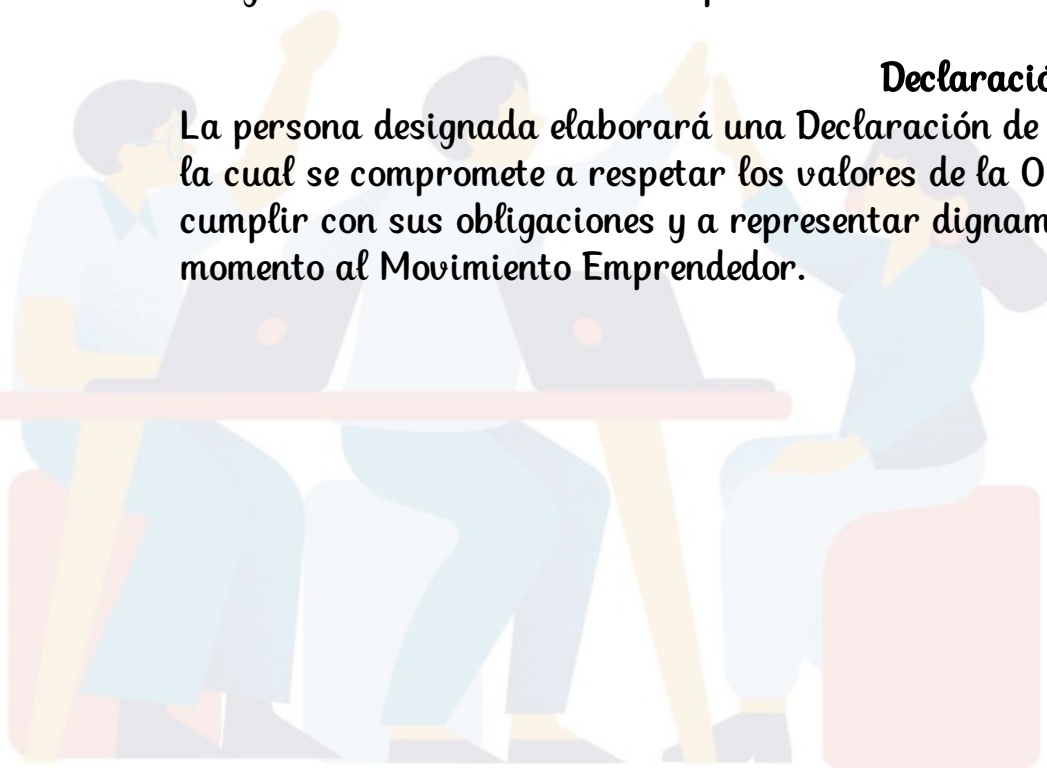 Declaració
La persona designada elaborará una Declaración de
la cual se compromete a respetar los valores de la O
cumplir con sus obligaciones y a representar dignam
momento al Movimiento Emprendedor.